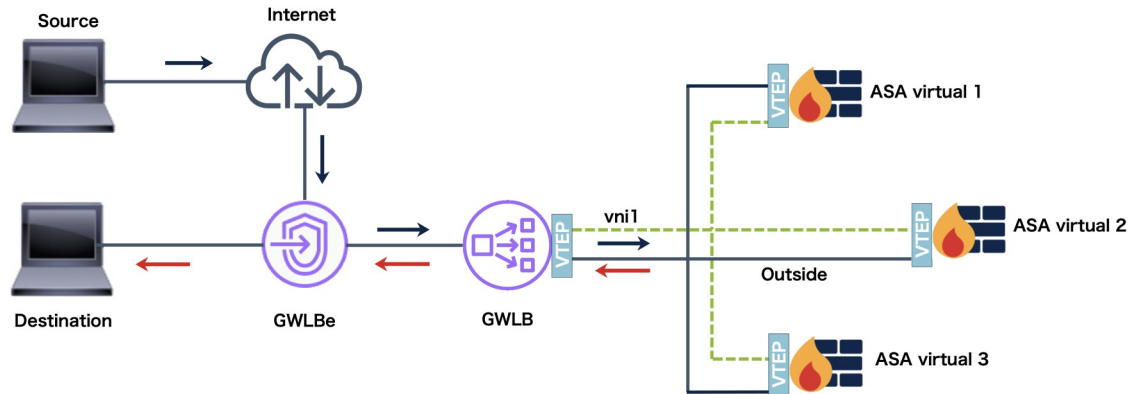 Source
Internet
VTEP
ASA virtual 1
vni1
VTEP
VTEP
ASA virtual 2
Outside
Destination
GWLBe
GWLB
VTEP
ASA virtual 3